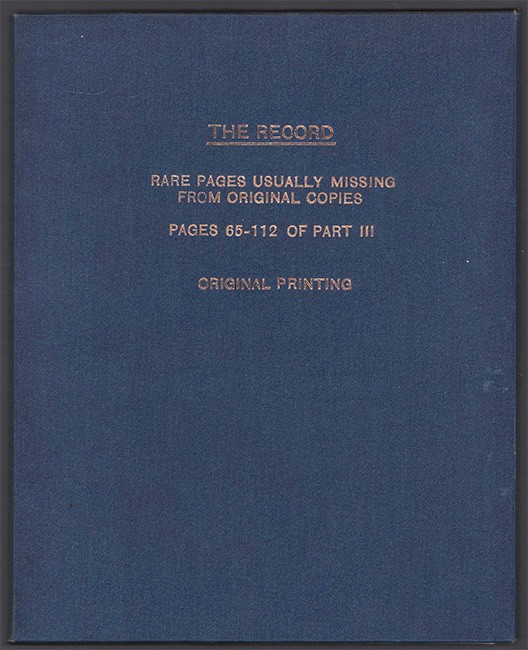 THE RECORD
RARE PAGES USUALLY MISSING
FROM ORIGINAL COPIES
PAGES 65-112 OF PART III
ORIGINAL PRINTING